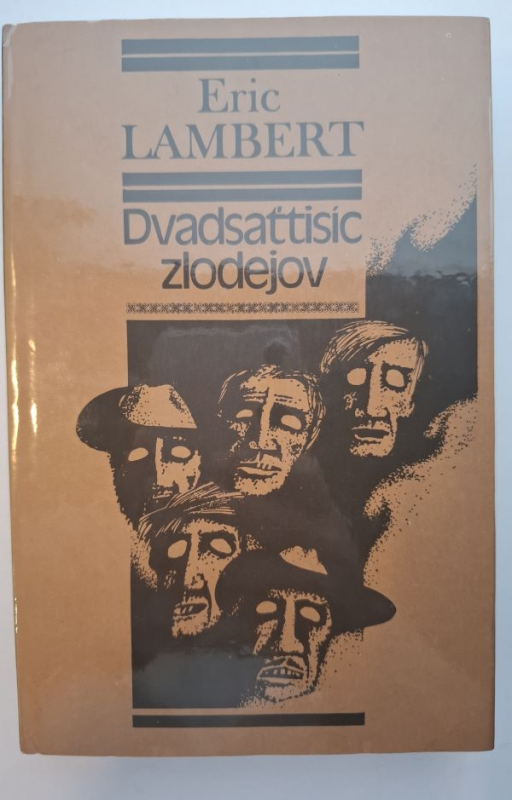 Eric
LAMBERT
Dvadsaťtisíc
zlodejov